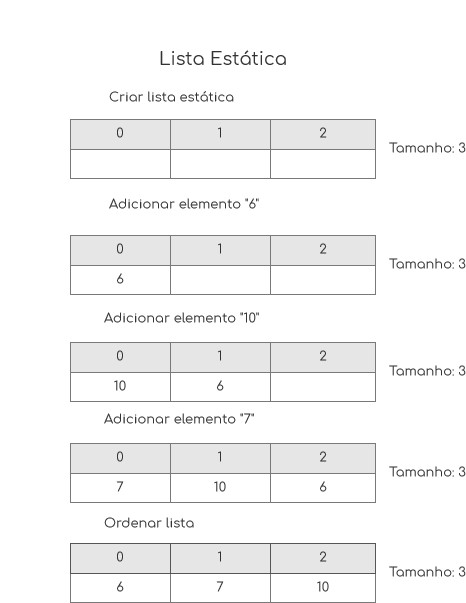 Lista Estática
Criar lista estática
0 1 2
Tamanho: 3
Adicionar elemento "6"
0 1 2
Tamanho: 3
6
Adicionar elemento "10"
0 1 2
Tamanho: 3
10 6
Adicionar elemento "7"
0 1 2
Tamanho: 3
7 10 6
Ordenar lista
0 1 2
Tamanho: 3
6 7 10